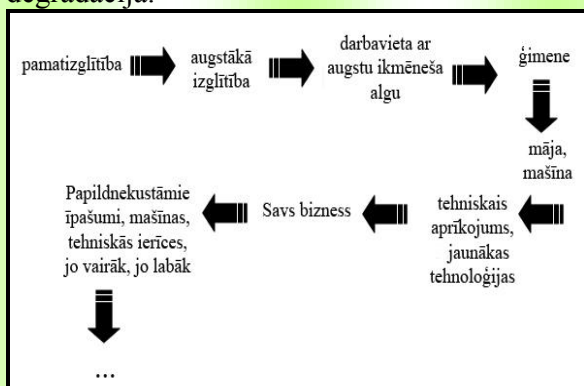 degradācija.
pamatizglītība
augstākā
izglītība
darbavieta ar
augstu ikmēneša
algu
ģimene
māja,
mašīna
tehniskais
aprīkojums,
jaunākas
tehnoloģijas
Savs bizness
Papildnekustāmie
īpašumi, mašīnas,
tehniskās ierīces,
jo vairāk, jo labāk
...